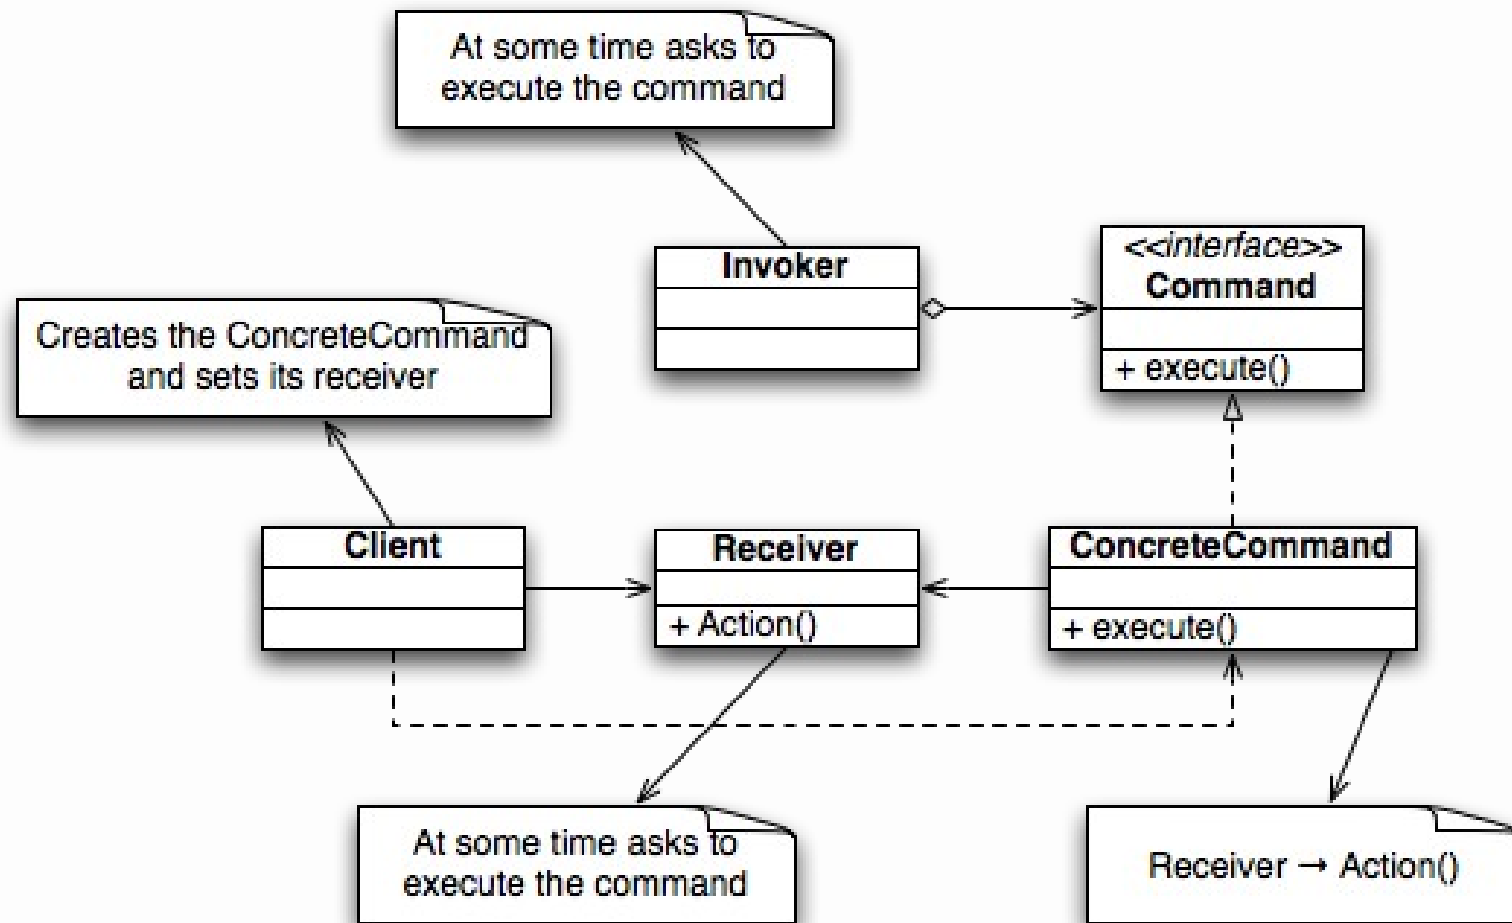 At some time asks to
execute the command
Invoker
<<interface>>
Command
+ execute()
Creates the ConcreteCommand
and sets its receiver
Client
Receiver
+ Action()
ConcreteCommand
+ execute()
At some time asks to
execute the command
Receiver → Action()